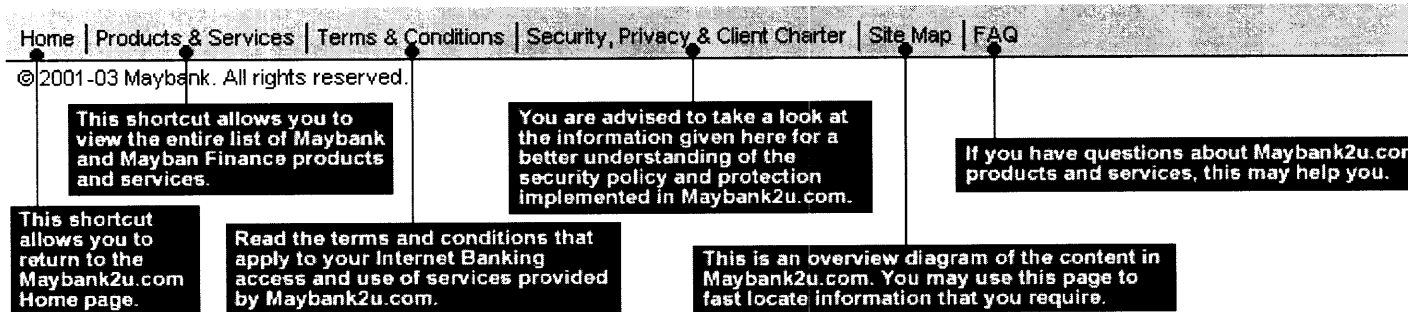 Home | Products & Services | Terms & Conditions | Security, Privacy & Client Charter | Site Map | FAQ
© 2001-03 Maybank. All rights reserved.
This shortcut allows you to
view the entire list of Maybank
and Mayban Finance products
and services.
You are advised to take a look at
the information given here for a
better understanding of the
security policy and protection
implemented in Maybank2u.com.
If you have questions about Maybank2u.com
products and services, this may help you.
This shortcut
allows you to
return to the
Maybank2u.com
Home page.
Read the terms and conditions that
apply to your Internet Banking
access and use of services provided
by Maybank2u.com.
This is an overview diagram of the content in
Maybank2u.com. You may use this page to
fast locate information that you require.